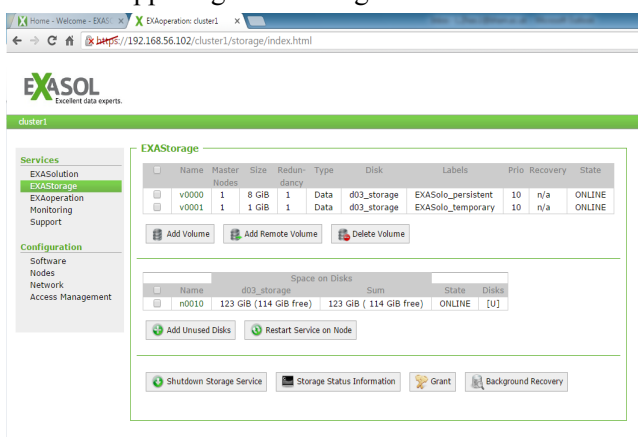 Home - Welcome - EXAS
EXAoperation: cluster1
https://192.168.56.102/cluster1/storage/index.html
EXASOL
Excellent data experts.
cluster1
Services
EXASolution
EXAStorage
EXAoperation
Monitoring
Support
Configuration
Software
Nodes
Network
Access Management
EXAStorage
Name Master Nodes Size Redun-dancy Type Disk Labels Prio Recovery State
v0000 1 8 GiB 1 Data d03_storage EXASolo_persistent 10 n/a ONLINE
v0001 1 1 GiB 1 Data d03_storage EXASolo_temporary 10 n/a ONLINE
Add Volume Add Remote Volume Delete Volume
Space on Disks
Name d03_storage Sum State Disks
n0010 123 GiB (114 GiB free) 123 GiB ( 114 GiB free) ONLINE [U]
Add Unused Disks Restart Service on Node
Shutdown Storage Service Storage Status Information Grant Background Recovery